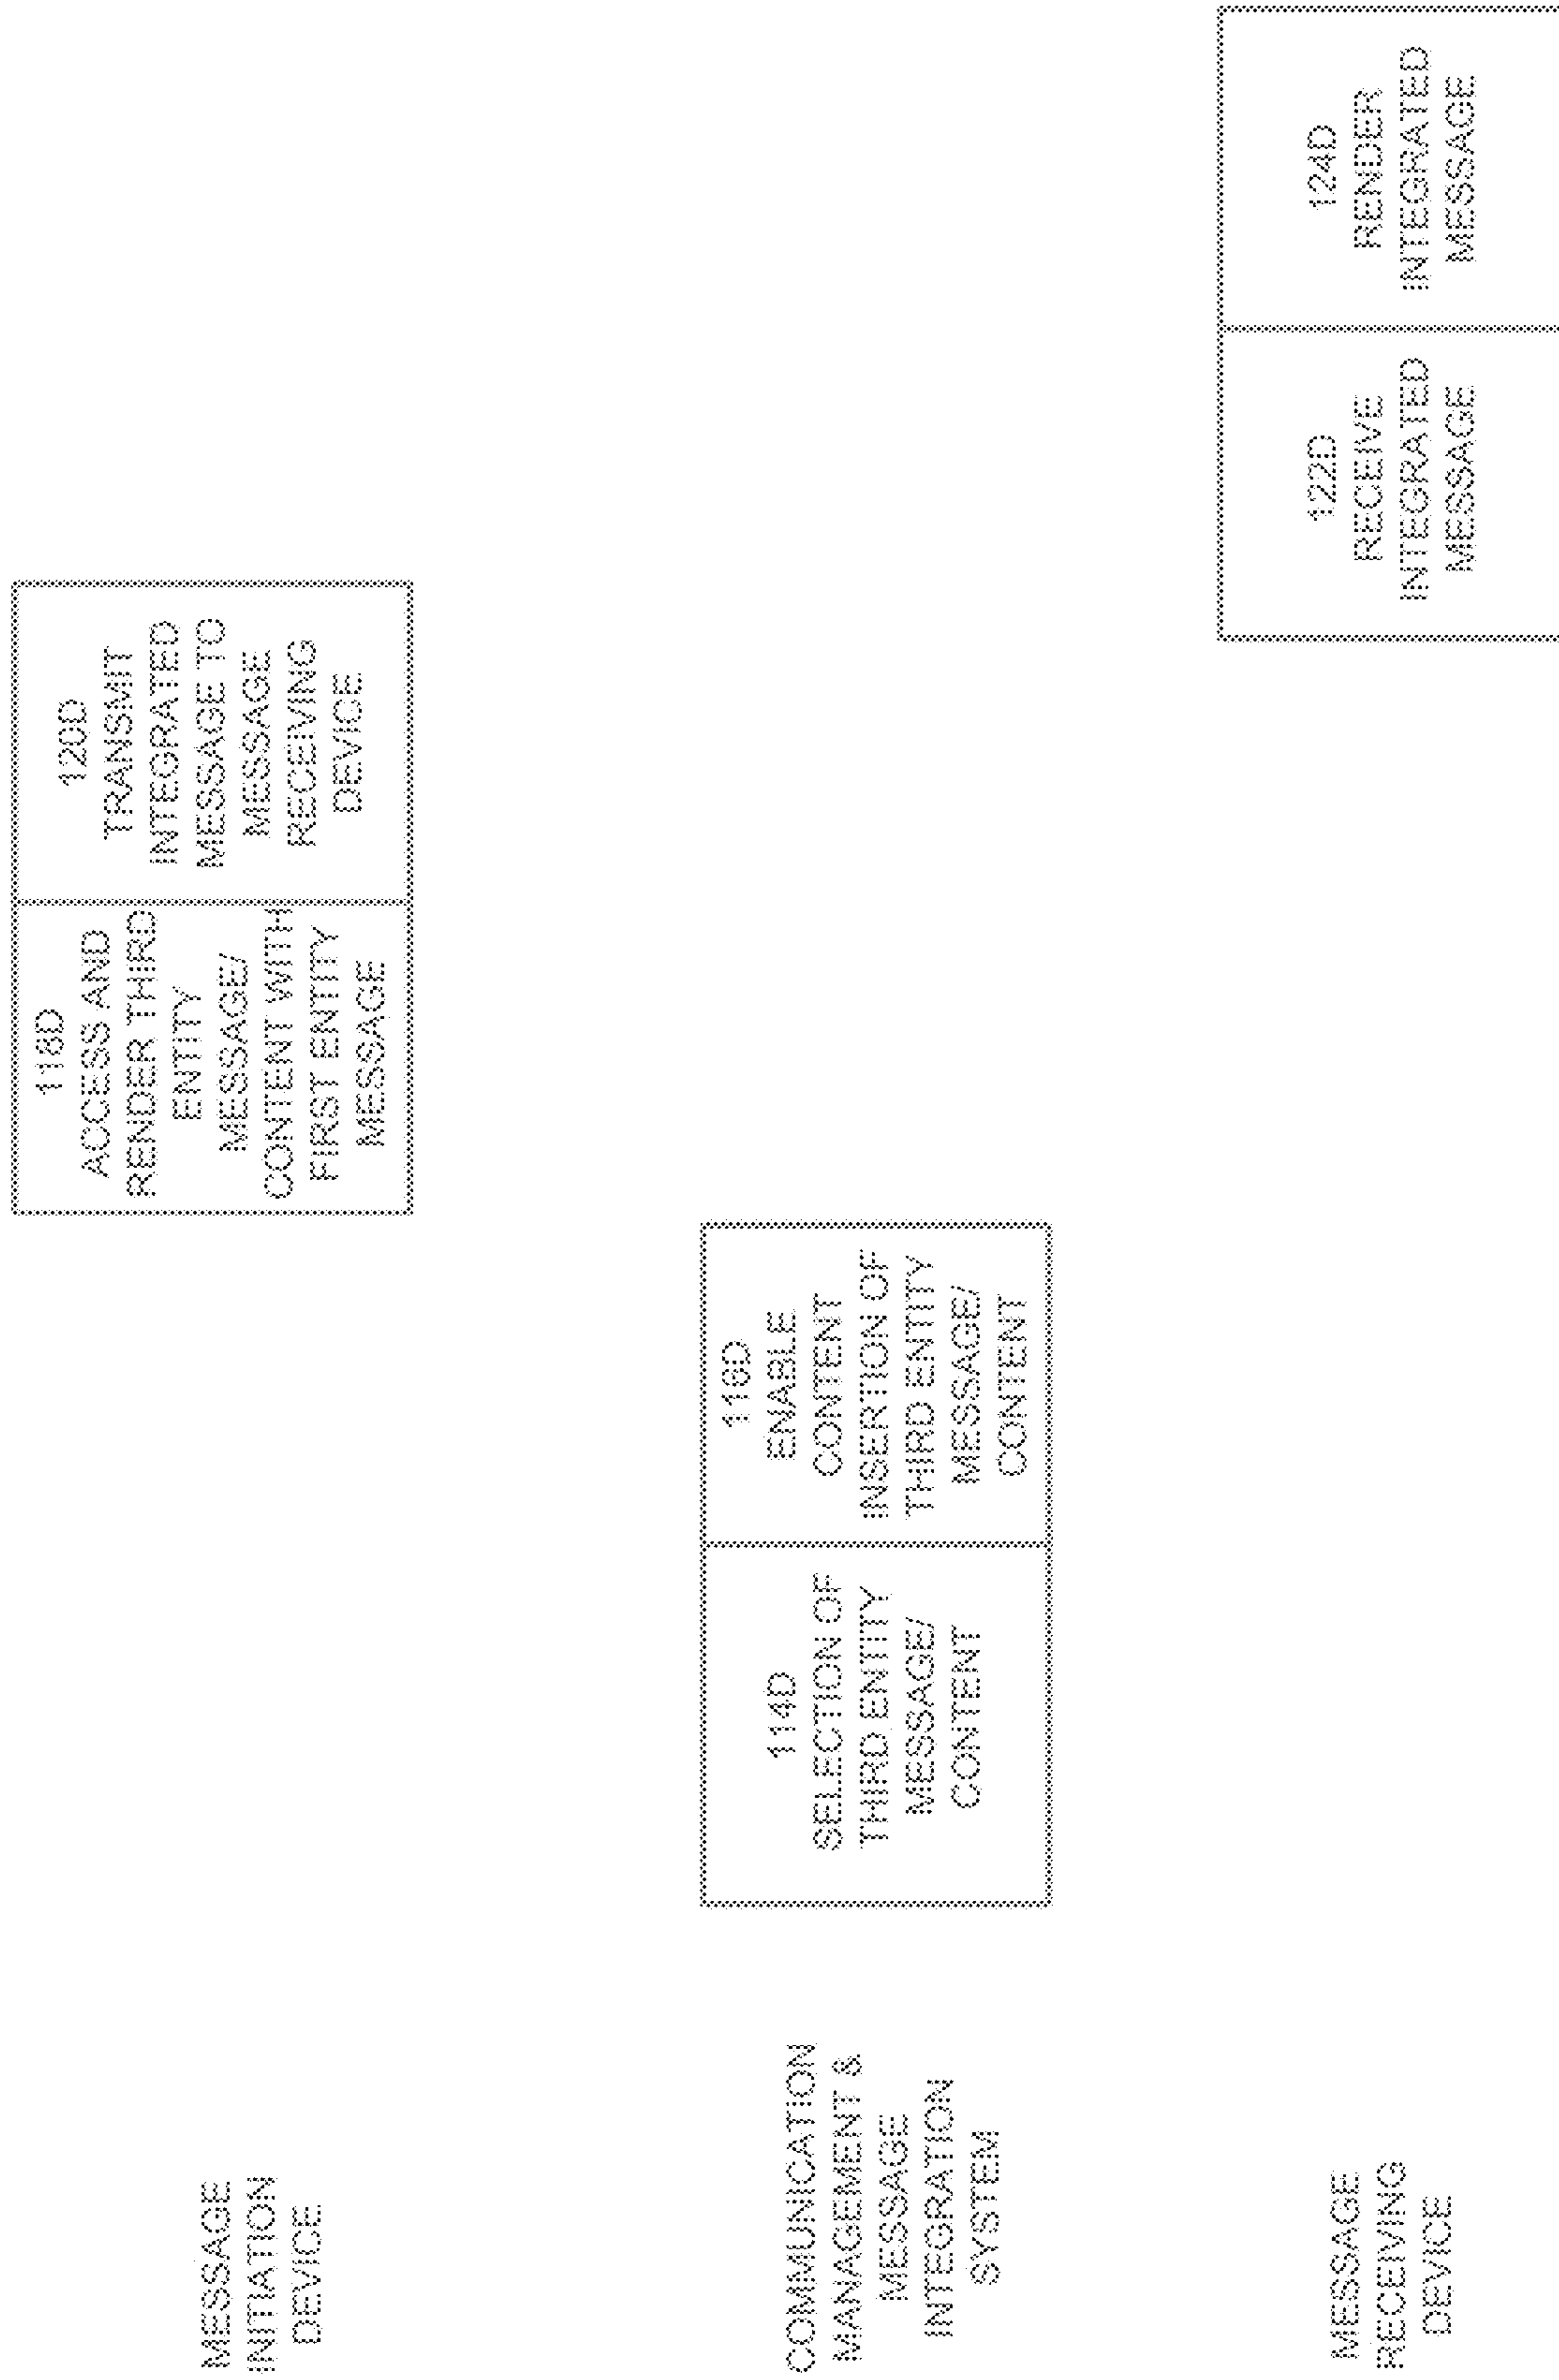 MESSAGE
INITIATION
DEVICE
118D
ACCESS AND
RENDER THIRD
ENTITY
MESSAGE/
CONTENT WITH
FIRST ENTITY
MESSAGE
120D
TRANSMIT
INTEGRATED
MESSAGE TO
MESSAGE
RECEIVING
DEVICE
COMMUNICATION
MANAGEMENT &
MESSAGE
INTEGRATION
SYSTEM
114D
SELECTION OF
THIRD ENTITY
MESSAGE/
CONTENT
116D
ENABLE
CONTENT
INSERTION OF
THIRD ENTITY
MESSAGE/
CONTENT
MESSAGE
RECEIVING
DEVICE
122D
RECEIVE
INTEGRATED
MESSAGE
124D
RENDER
INTEGRATED
MESSAGE